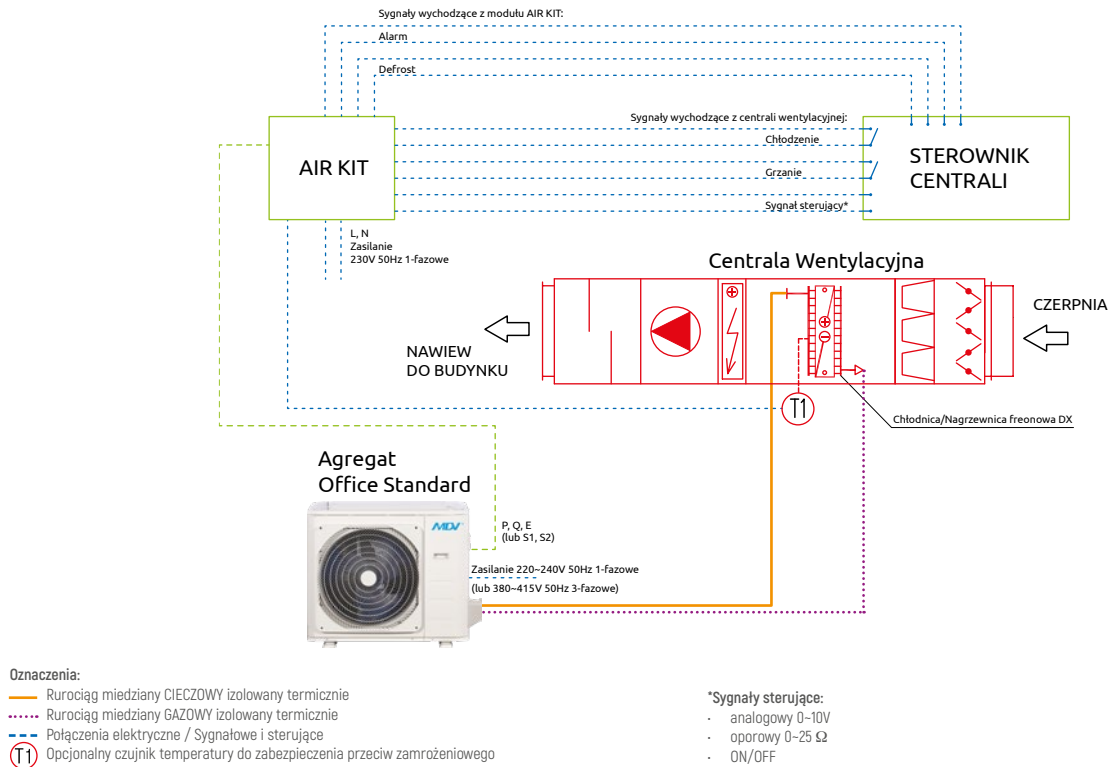 Sygnały wychodzące z modułu AIR KIT:
Alarm
Defrost
Sygnały wychodzące z centrali wentylacyjnej:
Chłodzenie
Grzanie
Sygnał sterujący*
AIR KIT
STEROWNIK
CENTRALI
L, N
Zasilanie
230V 50Hz 1-fazowe
Centrala Wentylacyjna
CZERPNIA
NAWIEW
DO BUDYNKU
T1
Chłodnica/Nagrzewnica freonowa DX
Agregat
Office Standard
MDV
P, Q, E
(lub S1, S2)
Zasilanie 220~240V 50Hz 1-fazowe
(lub 380~415V 50Hz 3-fazowe)
Oznaczenia:
Rurociąg miedziany CIECZOWY izolowany termicznie
Rurociąg miedziany GAZOWY izolowany termicznie
Połączenia elektryczne / Sygnałowe i sterujące
T1 Opcjonalny czujnik temperatury do zabezpieczenia przeciw zamrożeniowego
*Sygnały sterujące:
· analogowy 0~10V
· oporowy 0~25 Ω
· ON/OFF